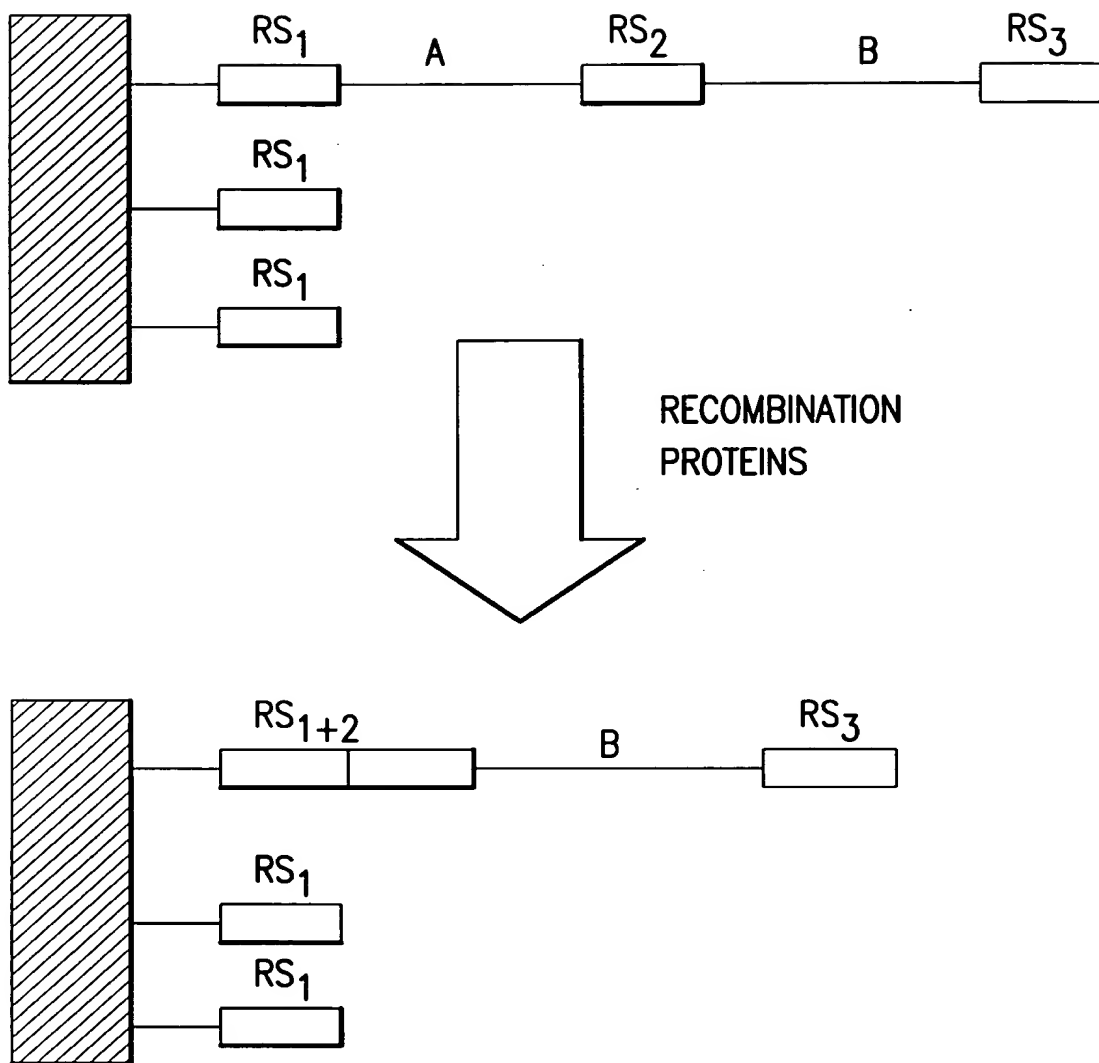 RS₁ A RS₂ B RS₃
RS₁
RS₁
RECOMBINATION
PROTEINS
RS₁₊₂ B RS₃
RS₁
RS₁